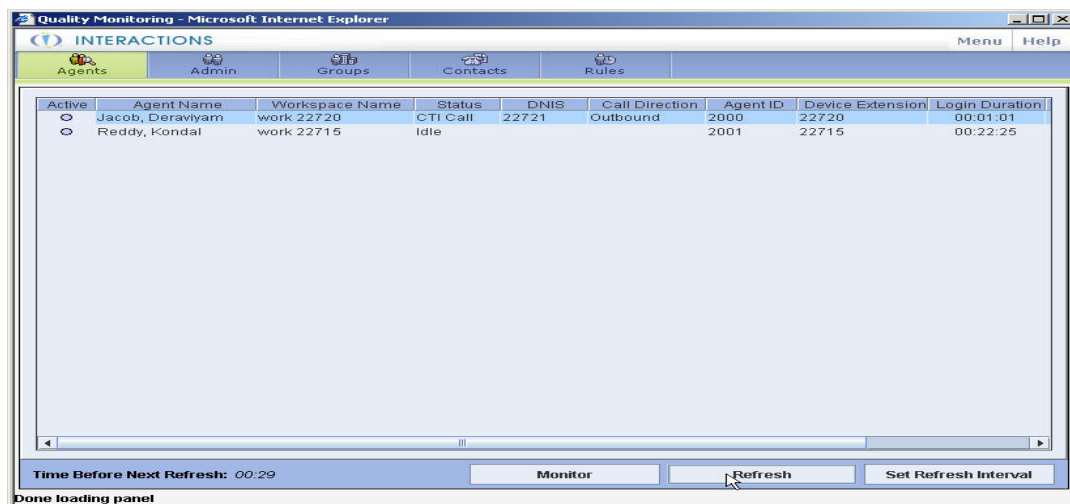 Quality Monitoring - Microsoft Internet Explorer
INTERACTIONS Menu Help
Agents Admin Groups Contacts Rules
Active Agent Name Workspace Name Status DNIS Call Direction Agent ID Device Extension Login Duration
Jacob, Deraviyam work 22720 CTI Call 22721 Outbound 2000 22720 00:01:01
Reddy, Kondal work 22715 Idle 2001 22715 00:22:25
Time Before Next Refresh: 00:29 Monitor Refresh Set Refresh Interval
Done loading panel